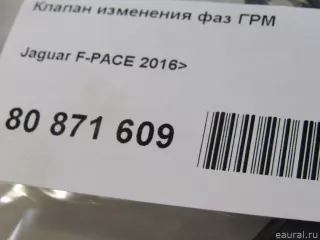 Клапан изменения фаз ГРМ
Jaguar F-PACE 2016>
80 871 609
eaural.ru